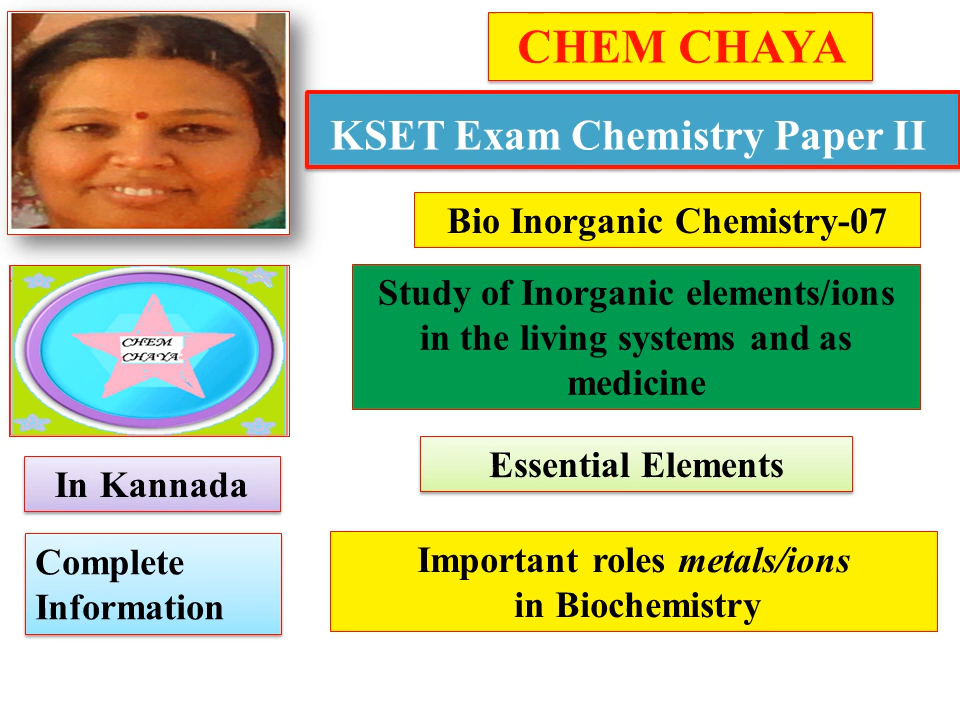 CHEM CHAYA
KSET Exam Chemistry Paper II
Bio Inorganic Chemistry-07
Study of Inorganic elements/ions
in the living systems and as
medicine
CHEM
CHAYA
Essential Elements
In Kannada
Complete
Information
Important roles metals/ions
in Biochemistry